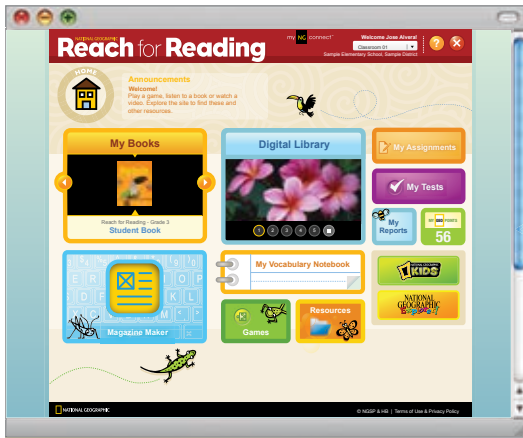 NATIONAL GEOGRAPHIC
Reach for Reading
my NG connect
Welcome Jose Alvera!
Classroom 01
Sample Elementary School, Sample District
?
HOME
Announcements
Welcome!
Play a game, listen to a book or watch a
video. Explore the site to find these and
other resources.
My Books
Reach for Reading - Grade 3
Student Book
Digital Library
1 2 3 4 5
My Assignments
My Tests
My
Reports
POINTS
56
Magazine Maker
My Vocabulary Notebook
Games
Resources
NATIONAL GEOGRAPHIC
KIDS
NATIONAL
GEOGRAPHIC
Explorer!
NATIONAL GEOGRAPHIC
© NGSP & HB | Terms of Use & Privacy Policy